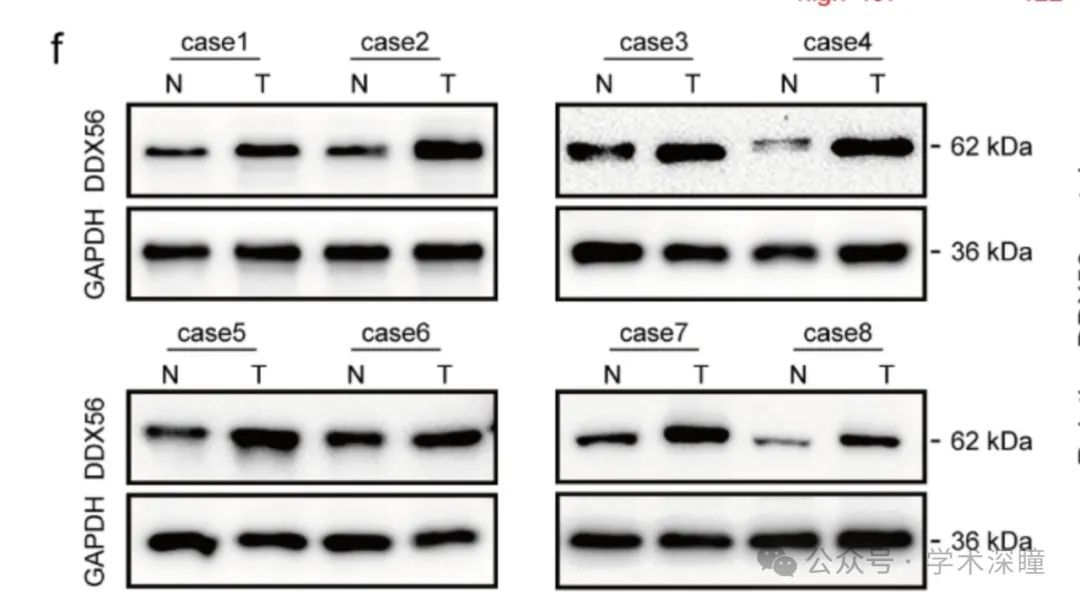 f
case1 case2 case3 case4
N T N T N T N T
DDX56
62 kDa
GAPDH
36 kDa
case5 case6 case7 case8
N T N T N T N T
DDX56
62 kDa
GAPDH
36 kDa
公众号 · 学术深瞳